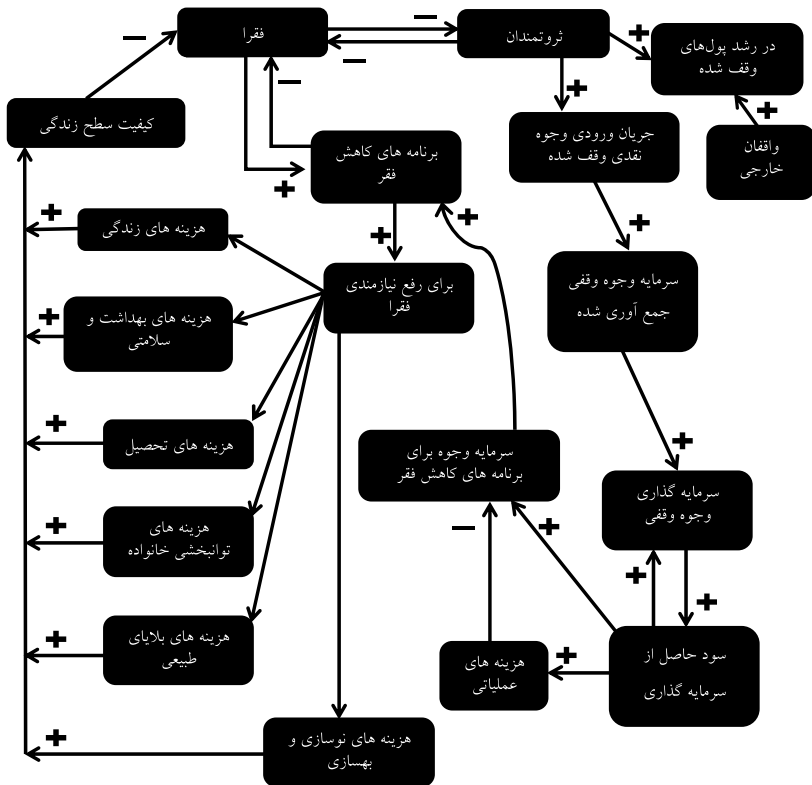 فقرا
ثروتمندان
در رشد پول‌های
وقف شده
کیفیت سطح زندگی
برنامه های کاهش
فقر
جریان ورودی وجوه
نقدی وقف شده
واقفان
خارجی
هزینه های زندگی
برای رفع نیازمندی
فقرا
سرمایه وجوه وقفی
جمع آوری شده
هزینه های بهداشت و
سلامتی
هزینه های تحصیل
سرمایه وجوه برای
برنامه های کاهش فقر
سرمایه گذاری
وجوه وقفی
هزینه های
توانبخشی خانواده
هزینه های بلایای
طبیعی
هزینه های
عملیاتی
سود حاصل از
سرمایه گذاری
هزینه های نوسازی و
بهسازی